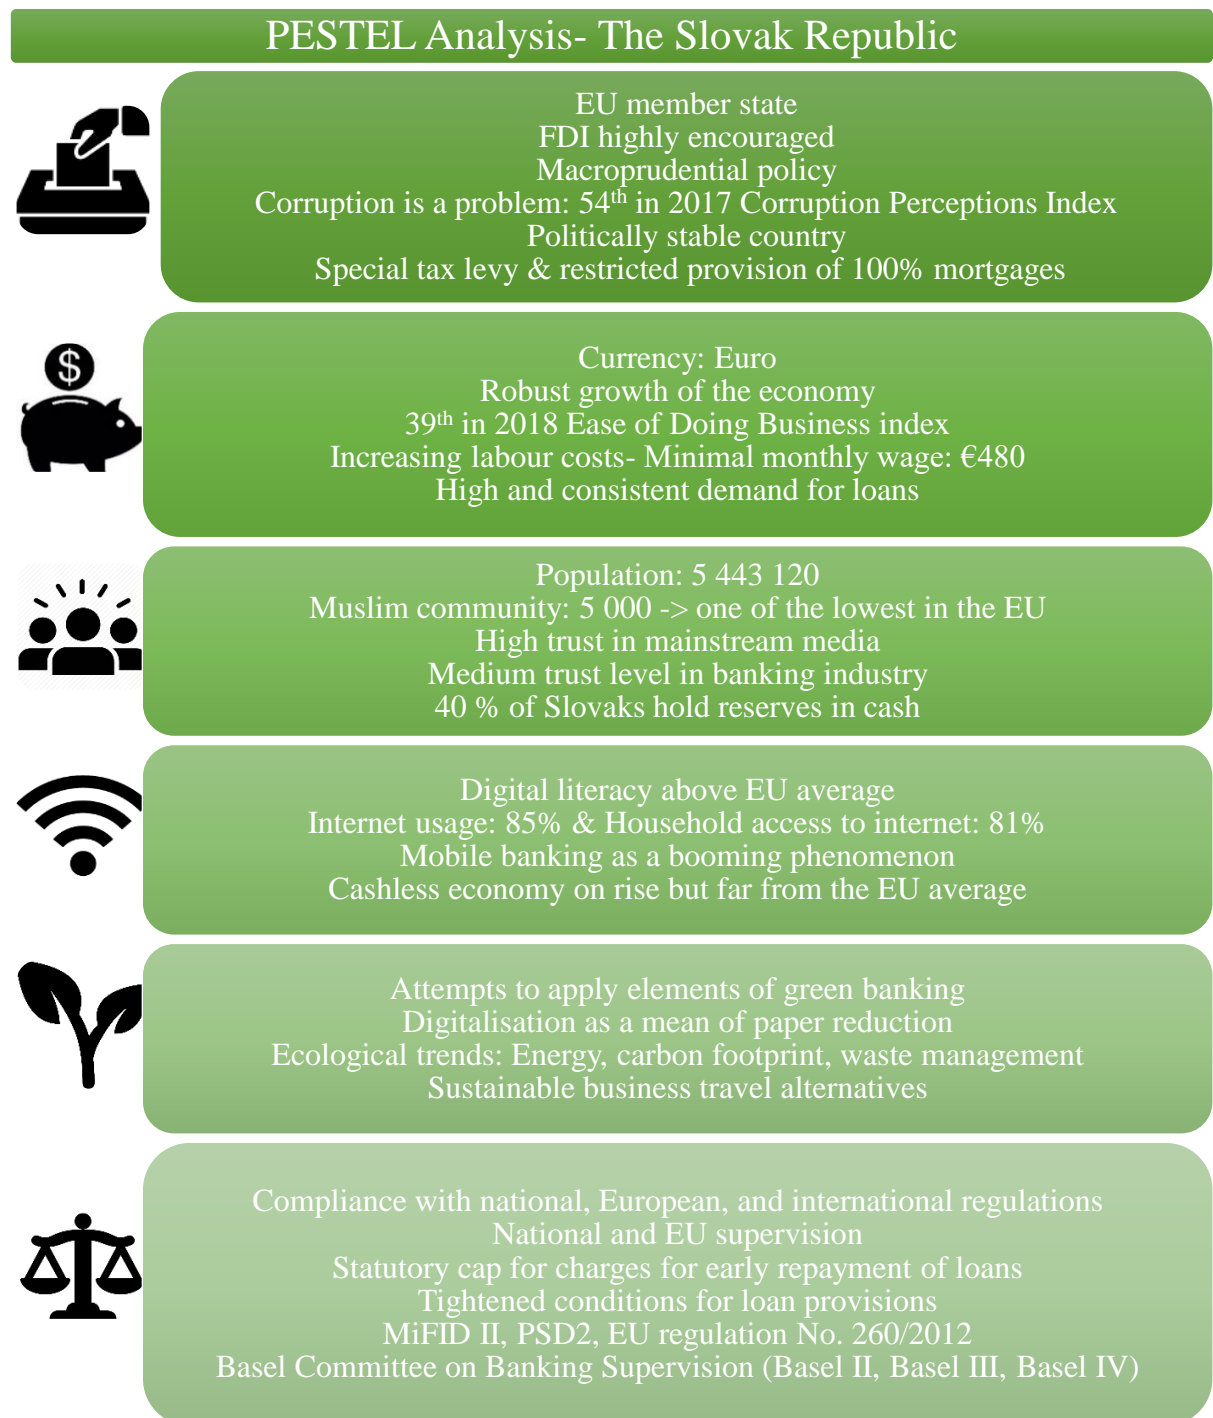 PESTEL Analysis- The Slovak Republic
EU member state
FDI highly encouraged
Macroprudential policy
Corruption is a problem: 54th in 2017 Corruption Perceptions Index
Politically stable country
Special tax levy & restricted provision of 100% mortgages
$
Currency: Euro
Robust growth of the economy
39th in 2018 Ease of Doing Business index
Increasing labour costs- Minimal monthly wage: €480
High and consistent demand for loans
Population: 5 443 120
Muslim community: 5 000 -> one of the lowest in the EU
High trust in mainstream media
Medium trust level in banking industry
40 % of Slovaks hold reserves in cash
Digital literacy above EU average
Internet usage: 85% & Household access to internet: 81%
Mobile banking as a booming phenomenon
Cashless economy on rise but far from the EU average
Attempts to apply elements of green banking
Digitalisation as a mean of paper reduction
Ecological trends: Energy, carbon footprint, waste management
Sustainable business travel alternatives
Compliance with national, European, and international regulations
National and EU supervision
Statutory cap for charges for early repayment of loans
Tightened conditions for loan provisions
MiFID II, PSD2, EU regulation No. 260/2012
Basel Committee on Banking Supervision (Basel II, Basel III, Basel IV)